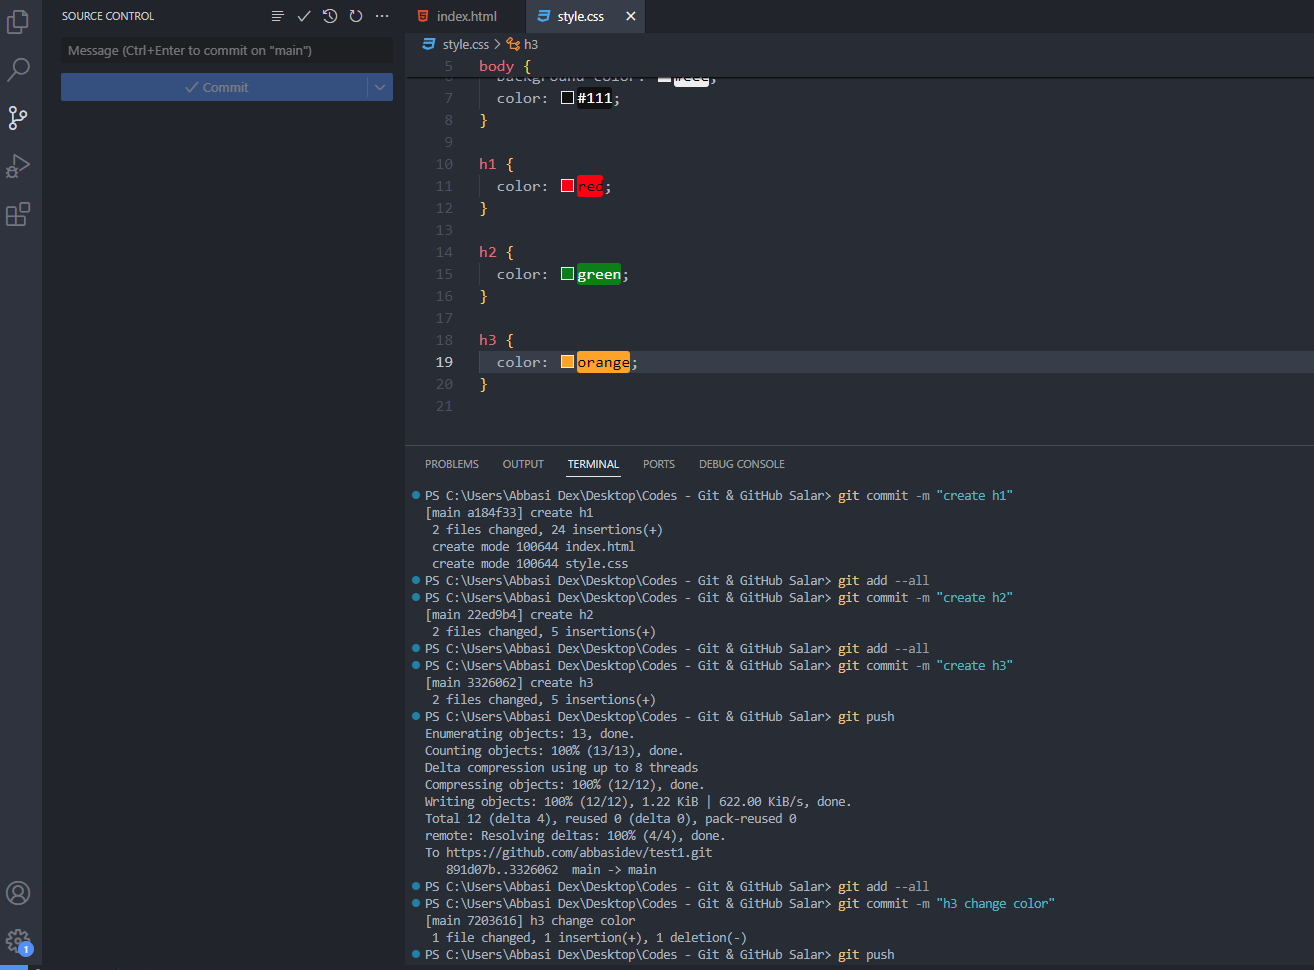 SOURCE CONTROL
Message (Ctrl+Enter to commit on "main")
Commit
index.html
style.css
style.css > h3
5 body {
background-color: #eee;
7 color: #111;
8 }
9
10 h1 {
11 color: red;
12 }
13
14 h2 {
15 color: green;
16 }
17
18 h3 {
19 color: orange;
20 }
21
PROBLEMS OUTPUT TERMINAL PORTS DEBUG CONSOLE
PS C:\Users\Abbasi Dex\Desktop\Codes - Git & GitHub Salar> git commit -m "create h1"
[main a184f33] create h1
2 files changed, 24 insertions(+)
create mode 100644 index.html
create mode 100644 style.css
PS C:\Users\Abbasi Dex\Desktop\Codes - Git & GitHub Salar> git add --all
PS C:\Users\Abbasi Dex\Desktop\Codes - Git & GitHub Salar> git commit -m "create h2"
[main 22ed9b4] create h2
2 files changed, 5 insertions(+)
PS C:\Users\Abbasi Dex\Desktop\Codes - Git & GitHub Salar> git add --all
PS C:\Users\Abbasi Dex\Desktop\Codes - Git & GitHub Salar> git commit -m "create h3"
[main 3326062] create h3
2 files changed, 5 insertions(+)
PS C:\Users\Abbasi Dex\Desktop\Codes - Git & GitHub Salar> git push
Enumerating objects: 13, done.
Counting objects: 100% (13/13), done.
Delta compression using up to 8 threads
Compressing objects: 100% (12/12), done.
Writing objects: 100% (12/12), 1.22 KiB | 622.00 KiB/s, done.
Total 12 (delta 4), reused 0 (delta 0), pack-reused 0
remote: Resolving deltas: 100% (4/4), done.
To https://github.com/abbasidev/test1.git
891d07b..3326062 main -> main
PS C:\Users\Abbasi Dex\Desktop\Codes - Git & GitHub Salar> git add --all
PS C:\Users\Abbasi Dex\Desktop\Codes - Git & GitHub Salar> git commit -m "h3 change color"
[main 7203616] h3 change color
1 file changed, 1 insertion(+), 1 deletion(-)
PS C:\Users\Abbasi Dex\Desktop\Codes - Git & GitHub Salar> git push
1